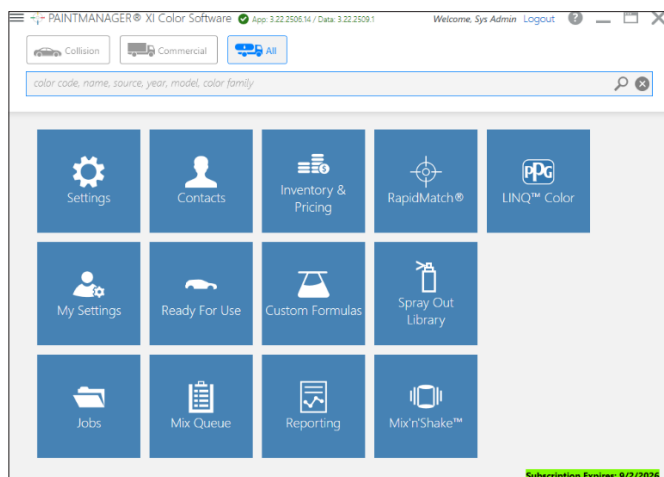 PAINTMANAGER® XI Color Software App: 3.22.2506.14 / Data: 3.22.2509.1 Welcome, Sys Admin Logout ?
Collision Commercial All
color code, name, source, year, model, color family
Settings
Contacts
Inventory &
Pricing
RapidMatch®
PPG
LINQ™ Color
My Settings
Ready For Use
Custom Formulas
Spray Out
Library
Jobs
Mix Queue
Reporting
Mix'n'Shake™
Subscription Expires: 9/2/2026